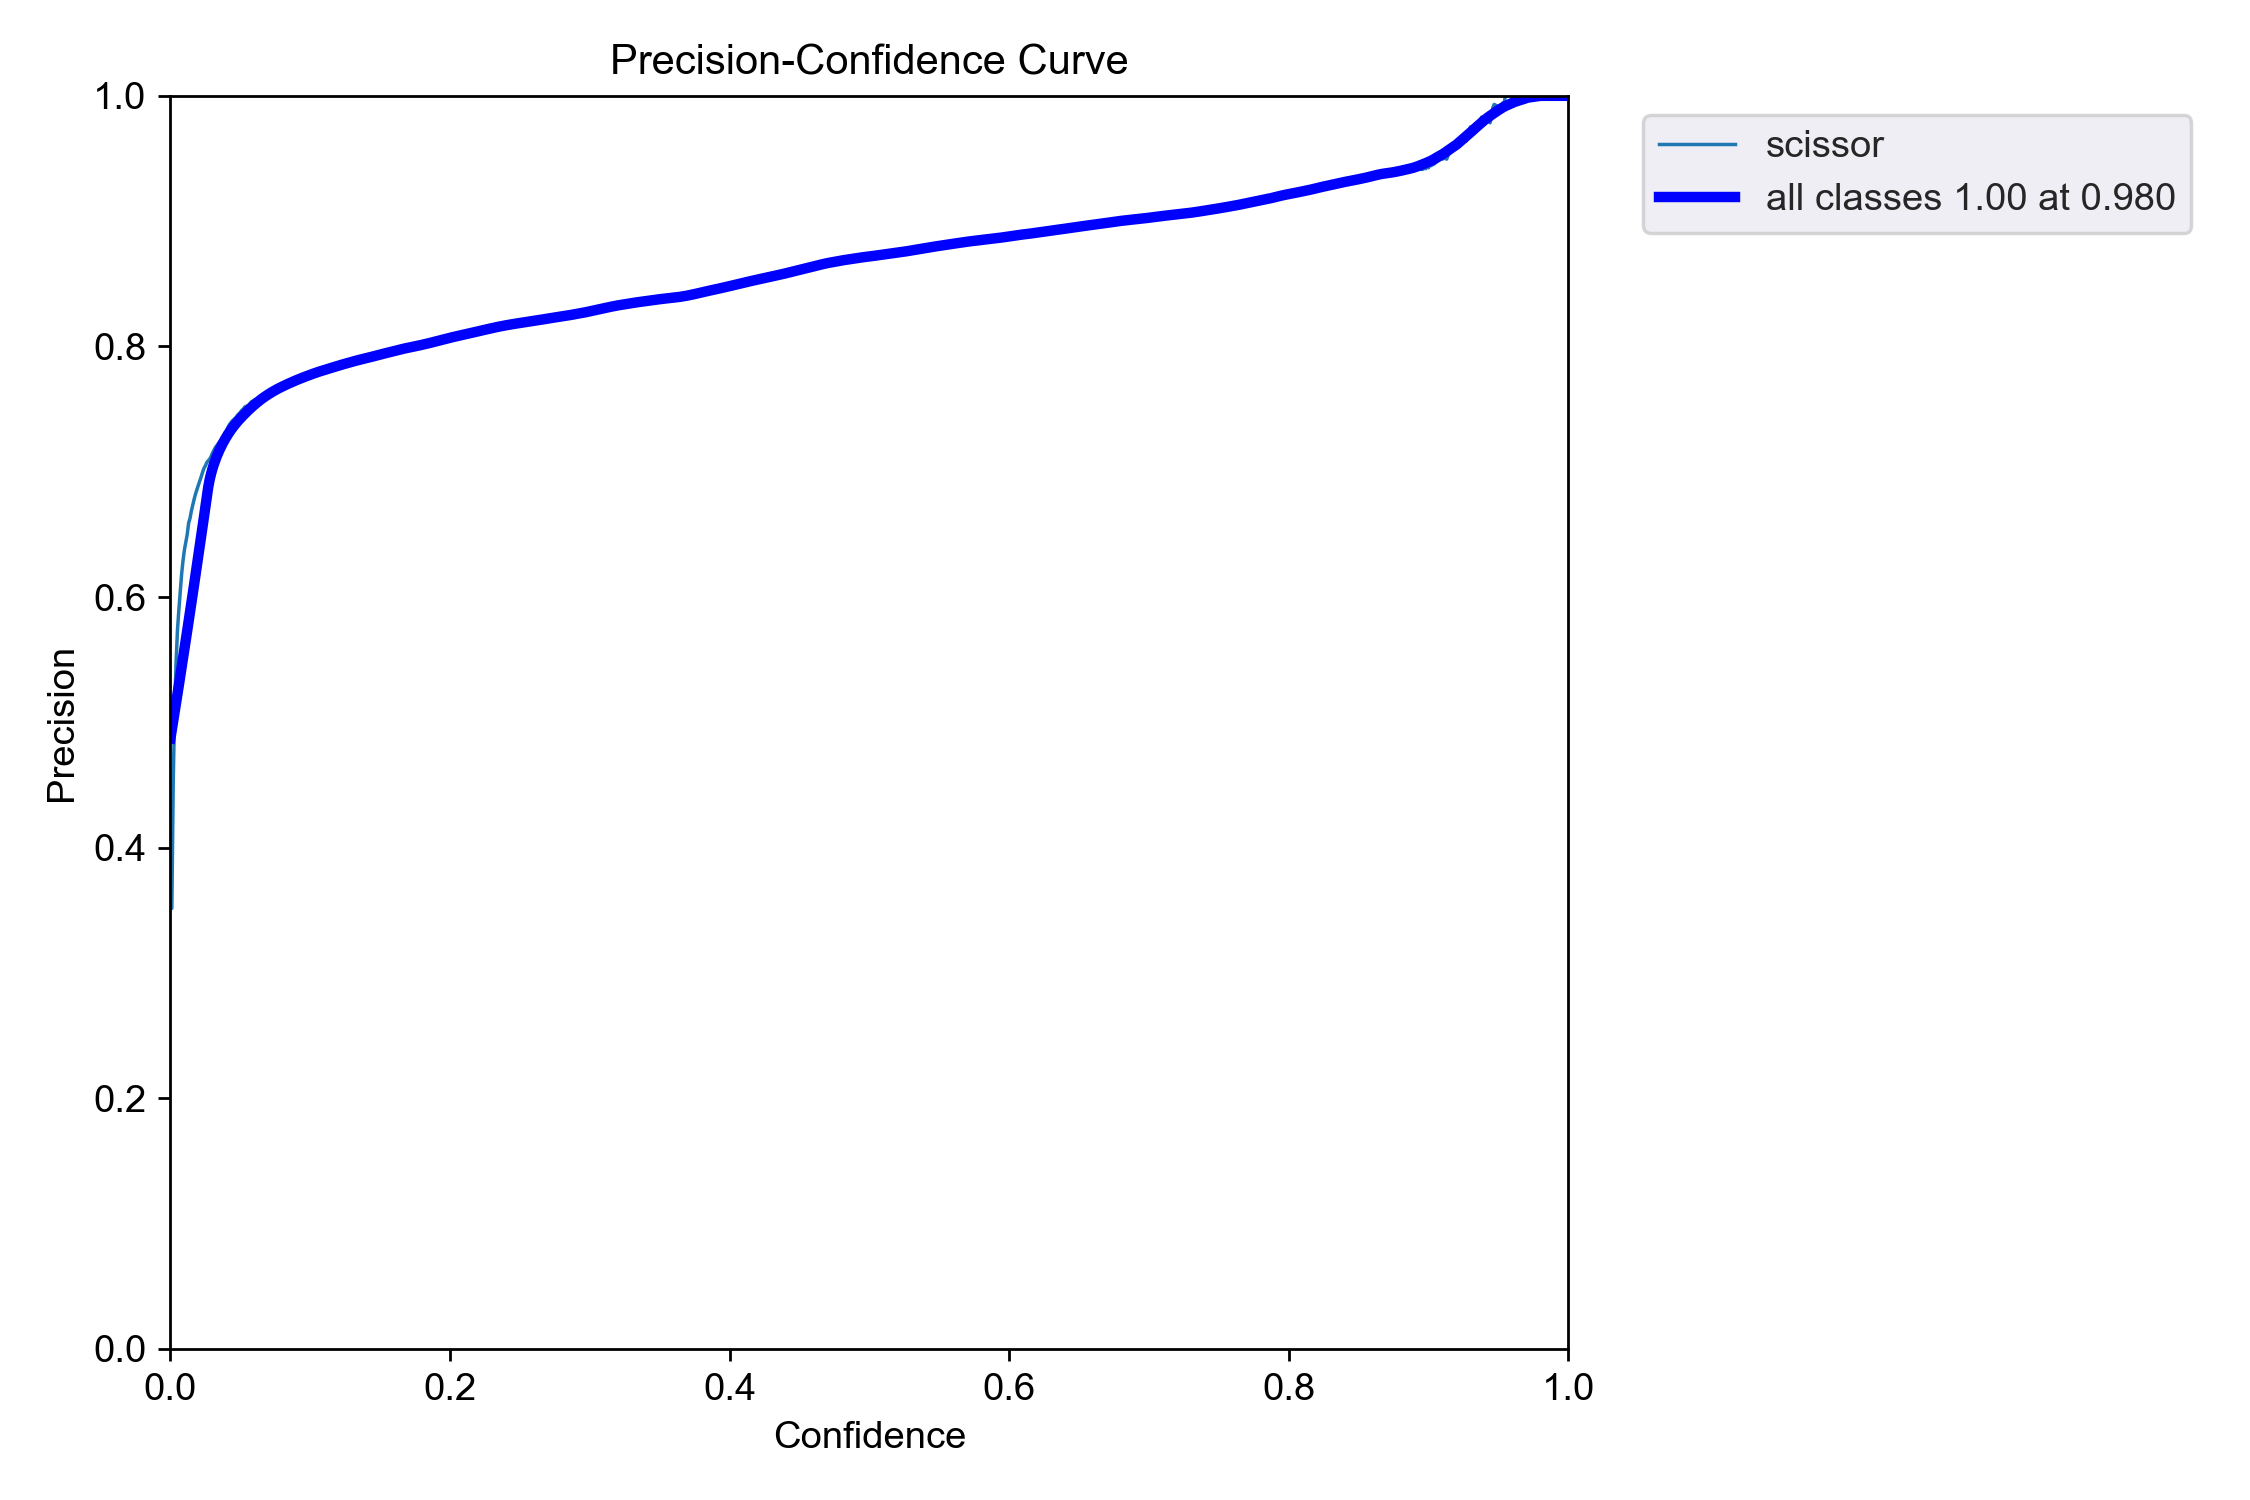 Precision-Confidence Curve
1.0
0.8
0.6
0.4
0.2
0.0
Precision
0.0 0.2 0.4 0.6 0.8 1.0
Confidence
scissor
all classes 1.00 at 0.980